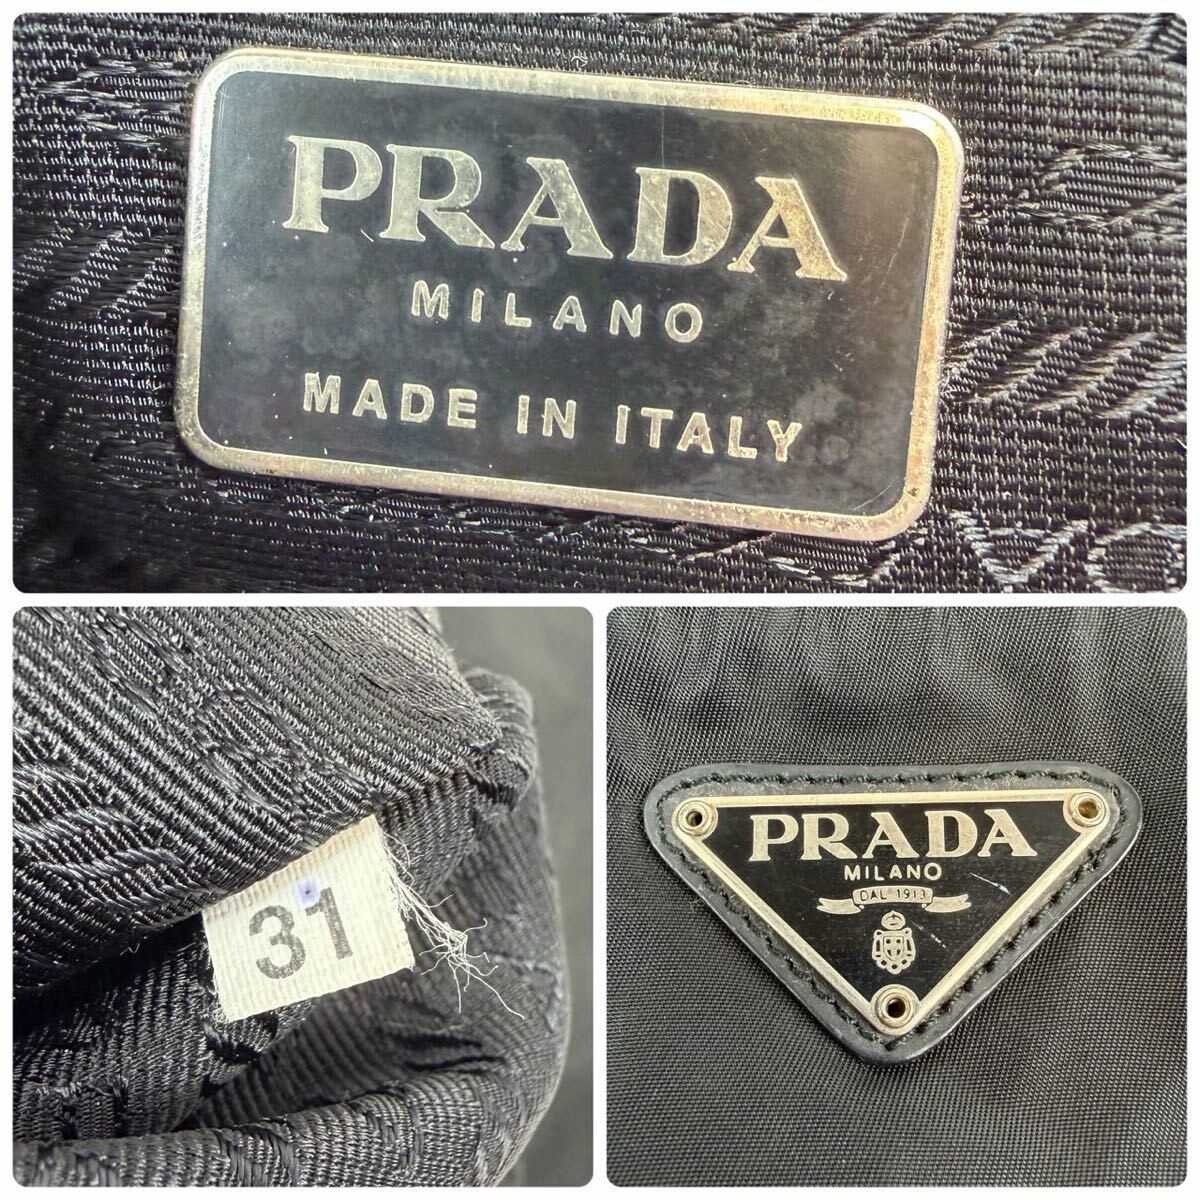 PRADA
MILANO
MADE IN ITALY
31
PRADA
MILANO
DAL 1913